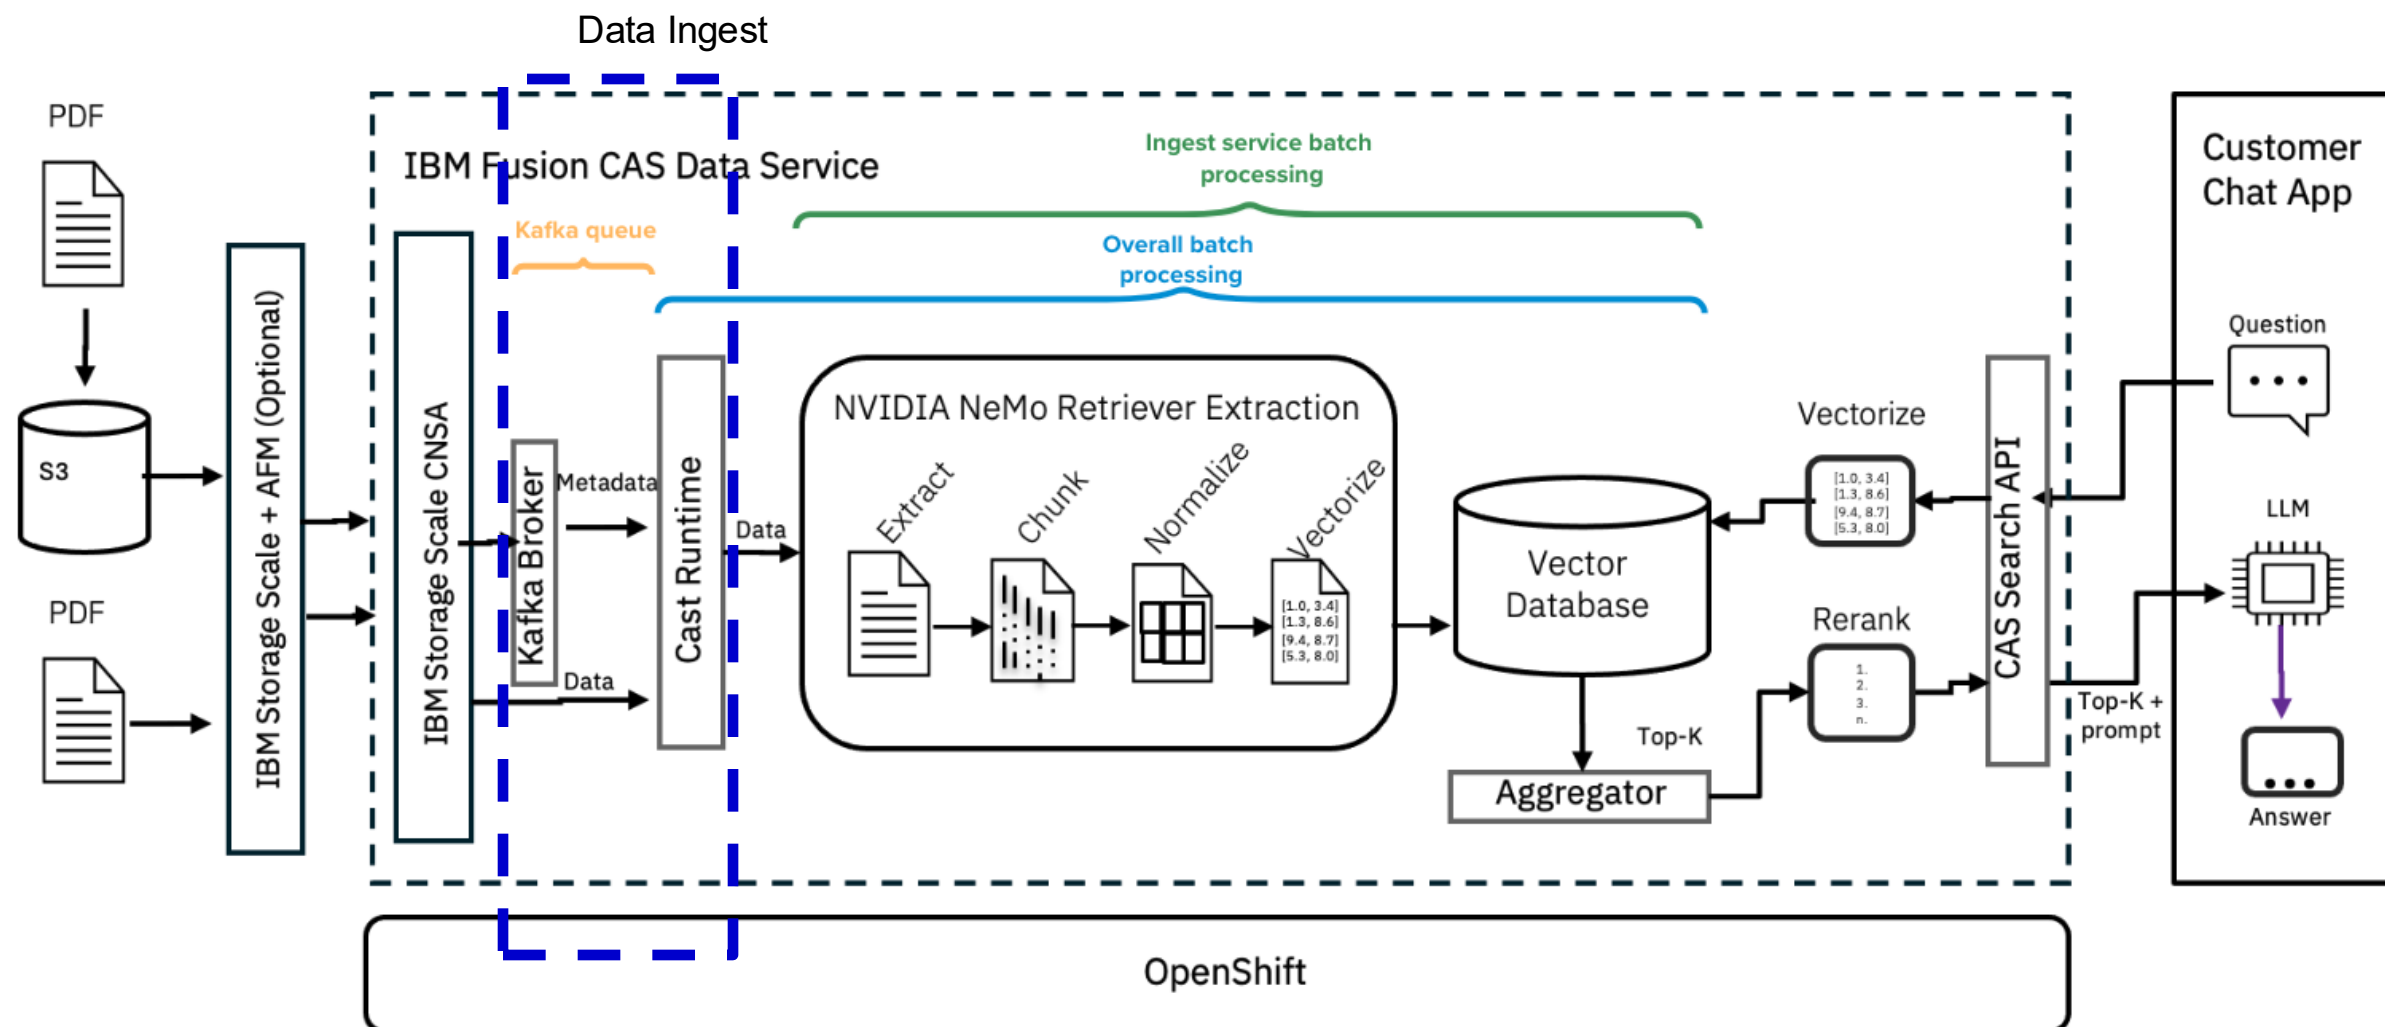 Data Ingest
PDF
IBM Fusion CAS Data Service
Ingest service batch
processing
Kafka queue
Overall batch
processing
Customer
Chat App
S3
PDF
IBM Storage Scale + AFM (Optional)
IBM Storage Scale CNSA
Kafka Broker
Metadata
Data
Cast Runtime
Data
NVIDIA NeMo Retriever Extraction
Extract
Chunk
Normalize
Vectorize
[1.0, 3.4]
[1.3, 8.6]
[9.4, 8.7]
[5.3, 8.0]
Vector
Database
Aggregator
Top-K
Vectorize
[1.0, 3.4]
[1.3, 8.6]
[9.4, 8.7]
[5.3, 8.0]
Rerank
1.
2.
3.
n.
CAS Search API
Top-K +
prompt
Question
LLM
Answer
OpenShift